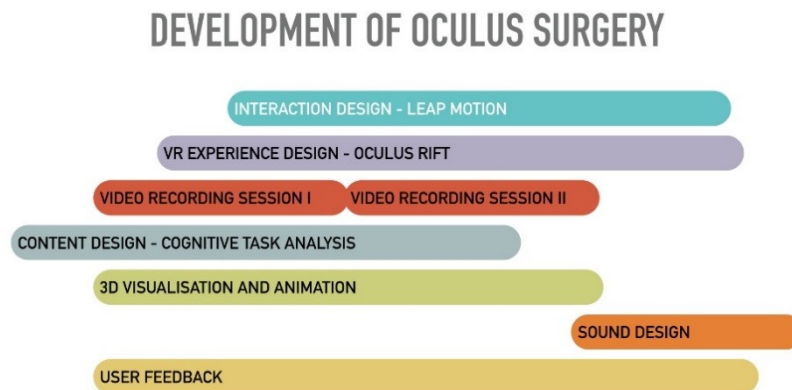 DEVELOPMENT OF OCULUS SURGERY
INTERACTION DESIGN - LEAP MOTION
VR EXPERIENCE DESIGN - OCULUS RIFT
VIDEO RECORDING SESSION I
VIDEO RECORDING SESSION II
CONTENT DESIGN - COGNITIVE TASK ANALYSIS
3D VISUALISATION AND ANIMATION
SOUND DESIGN
USER FEEDBACK